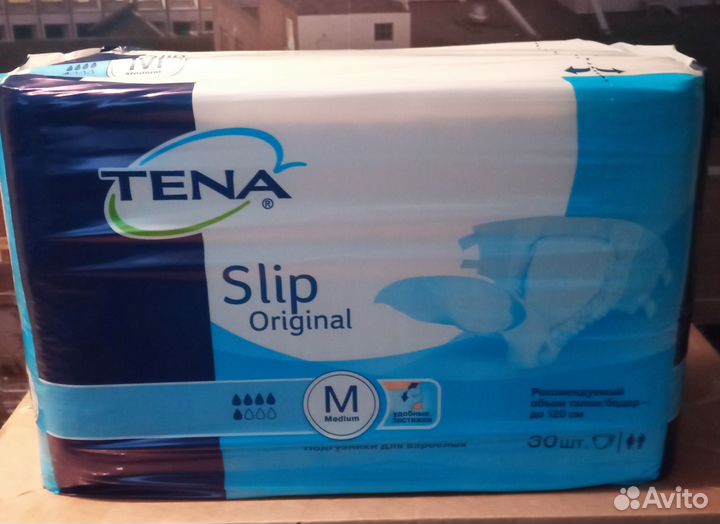 M
Medium
TENA®
Slip
Original
M
Medium
удобные
застежки
Рекомендуемый
объем талии/бедер –
до 120 см
Подгузники для взрослых
30 шт.
Avito